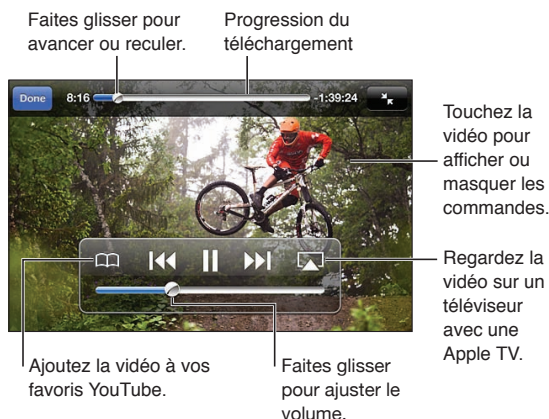 Faites glisser pour
avancer ou reculer.
Progression du
téléchargement
Done
8:16
-1:39:24
Touchez la
vidéo pour
afficher ou
masquer les
commandes.
Regardez la
vidéo sur un
téléviseur
avec une
Apple TV.
Ajoutez la vidéo à vos
favoris YouTube.
Faites glisser
pour ajuster le
volume.